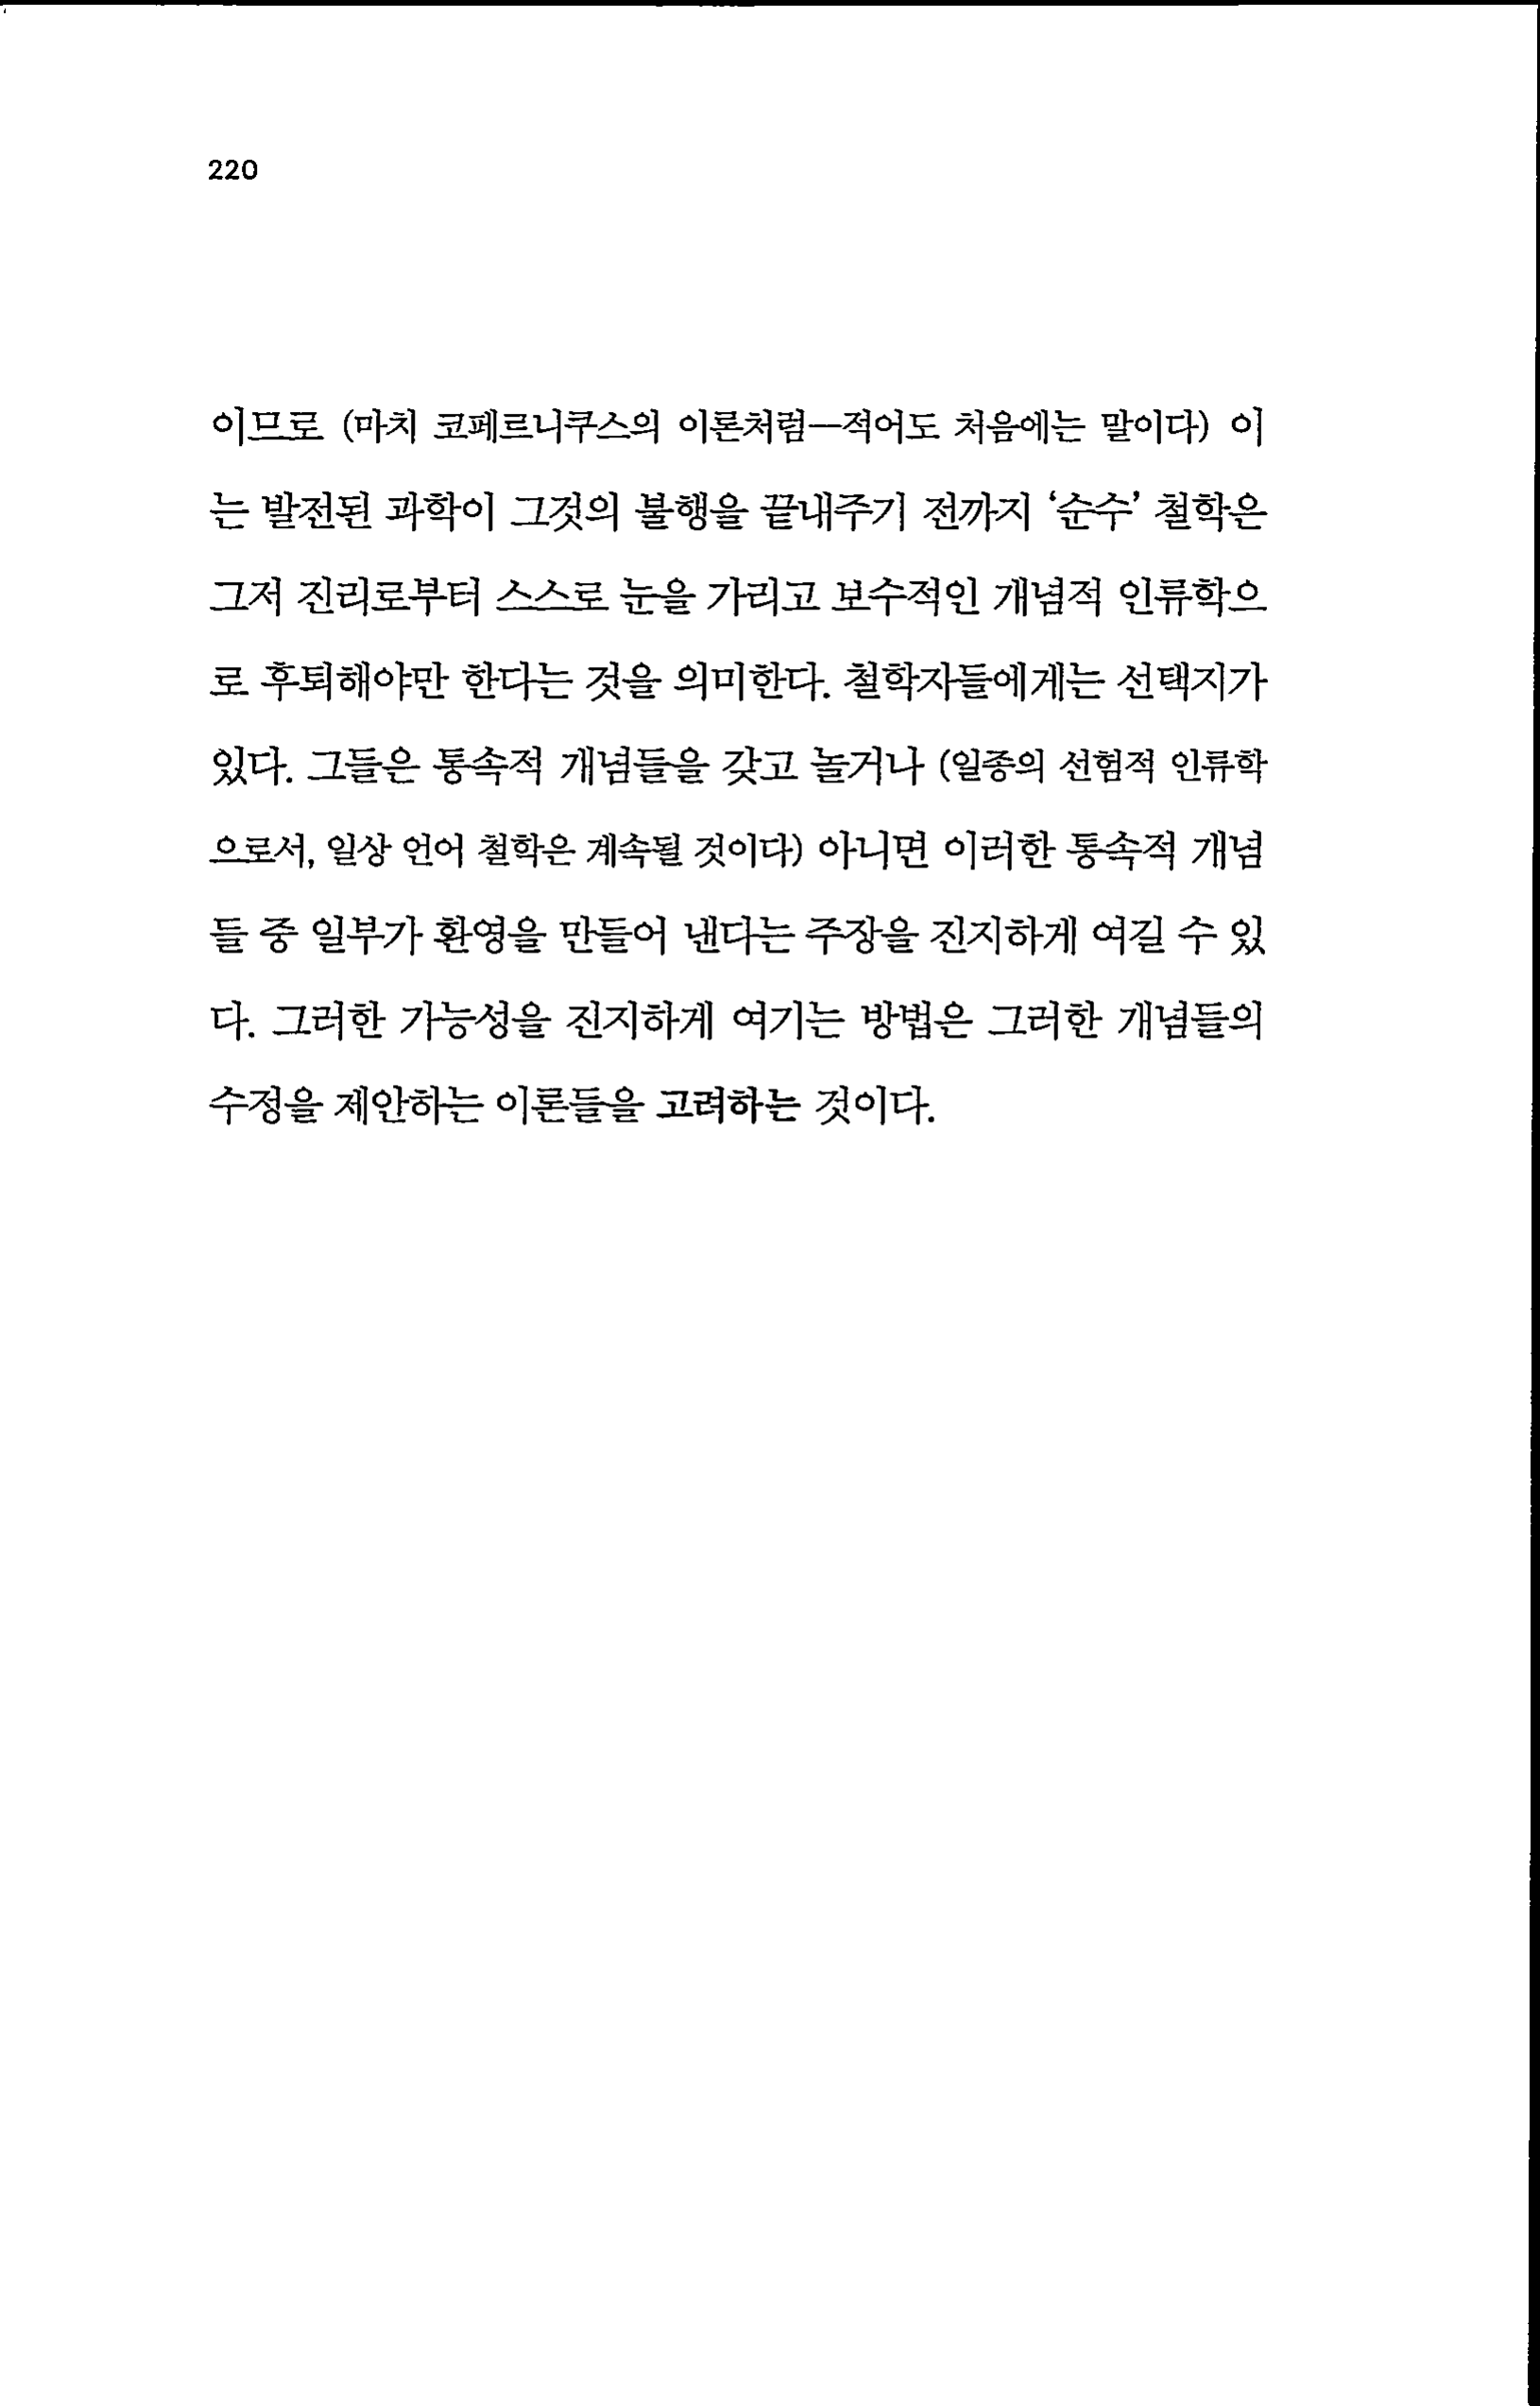 220
이므로 (마치 코페르니쿠스의 이론처럼—적어도 처음에는 말이다) 이
는 발전된 과학이 그것의 불행을 끝내주기 전까지 ‘순수’ 철학은
그저 진리로부터 스스로 눈을 가리고 보수적인 개념적 인류학으
로 후퇴해야만 한다는 것을 의미한다. 철학자들에게는 선택지가
있다. 그들은 통속적 개념들을 갖고 놀거나 (일종의 선험적 인류학
으로서, 일상 언어 철학은 계속될 것이다) 아니면 이러한 통속적 개념
들 중 일부가 환영을 만들어 낸다는 주장을 진지하게 여길 수 있
다. 그러한 가능성을 진지하게 여기는 방법은 그러한 개념들의
수정을 제안하는 이론들을 고려하는 것이다.